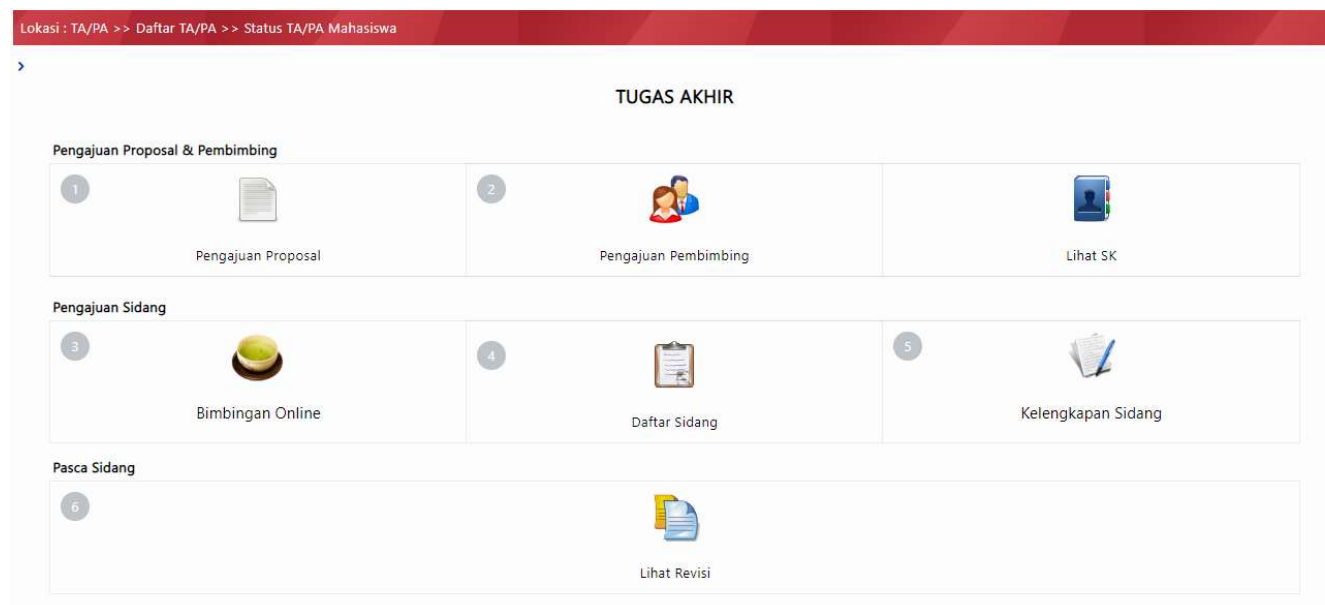 Lokasi : TA/PA >> Daftar TA/PA >> Status TA/PA Mahasiswa
>
TUGAS AKHIR
Pengajuan Proposal & Pembimbing
1
2
Pengajuan Proposal
Pengajuan Pembimbing
Lihat SK
Pengajuan Sidang
3
4
5
Bimbingan Online
Daftar Sidang
Kelengkapan Sidang
Pasca Sidang
6
Lihat Revisi